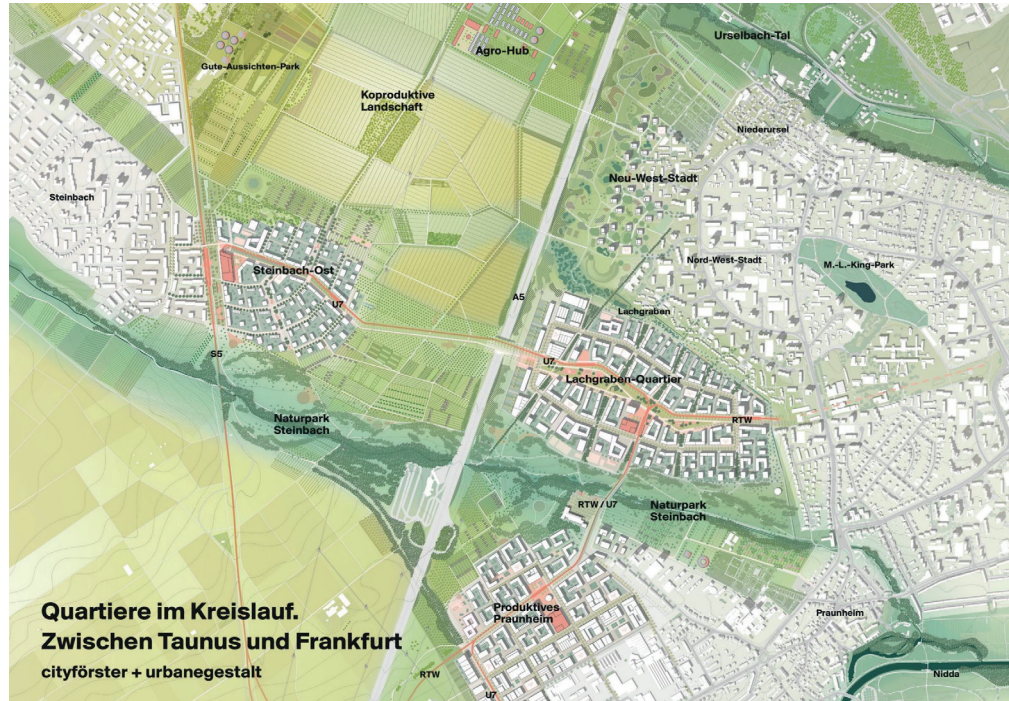 Urselbach-Tal
Agro-Hub
Gute-Aussichten-Park
Koproduktive
Landschaft
Niederursel
Neu-West-Stadt
Steinbach
Nord-West-Stadt
M.-L.-King-Park
Steinbach-Ost
A5
U7
Lachgraben
S5
U7
Lachgraben-Quartier
RTW
Naturpark
Steinbach
RTW / U7
Naturpark
Steinbach
Quartiere im Kreislauf.
Zwischen Taunus und Frankfurt
cityförster + urbanegestalt
Produktives
Praunheim
Praunheim
RTW
Nidda
U7